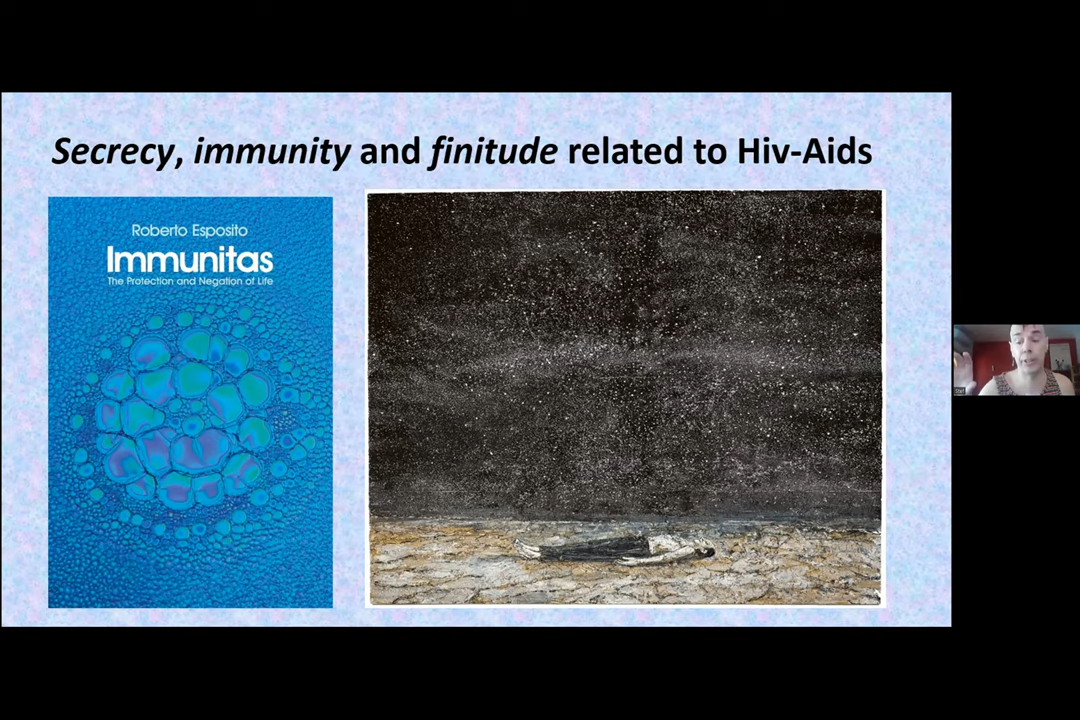 Secrecy, immunity and finitude related to Hiv-Aids
Roberto Esposito
Immunitas
The Protection and Negation of Life